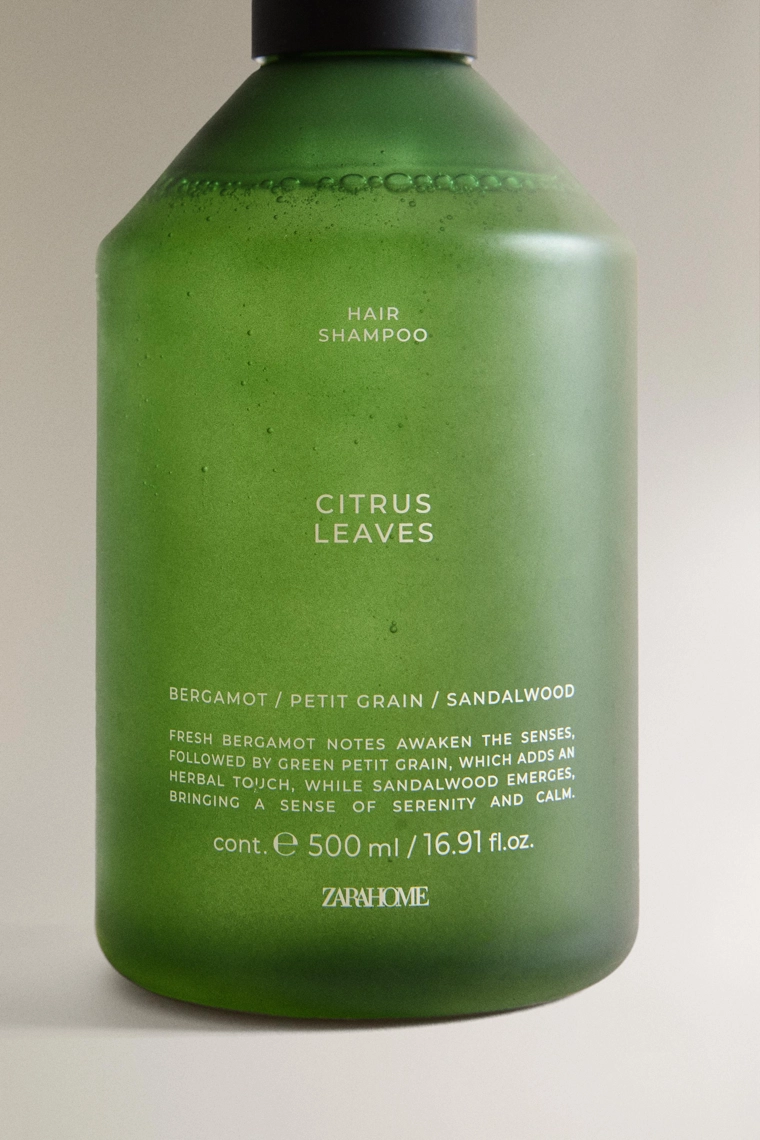 HAIR
SHAMPOO
CITRUS
LEAVES
BERGAMOT / PETIT GRAIN / SANDALWOOD
FRESH BERGAMOT NOTES AWAKEN THE SENSES,
FOLLOWED BY GREEN PETIT GRAIN, WHICH ADDS AN
HERBAL TOUCH, WHILE SANDALWOOD EMERGES,
BRINGING A SENSE OF SERENITY AND CALM.
cont. ℮ 500 ml / 16.91 fl.oz.
ZARAHOME